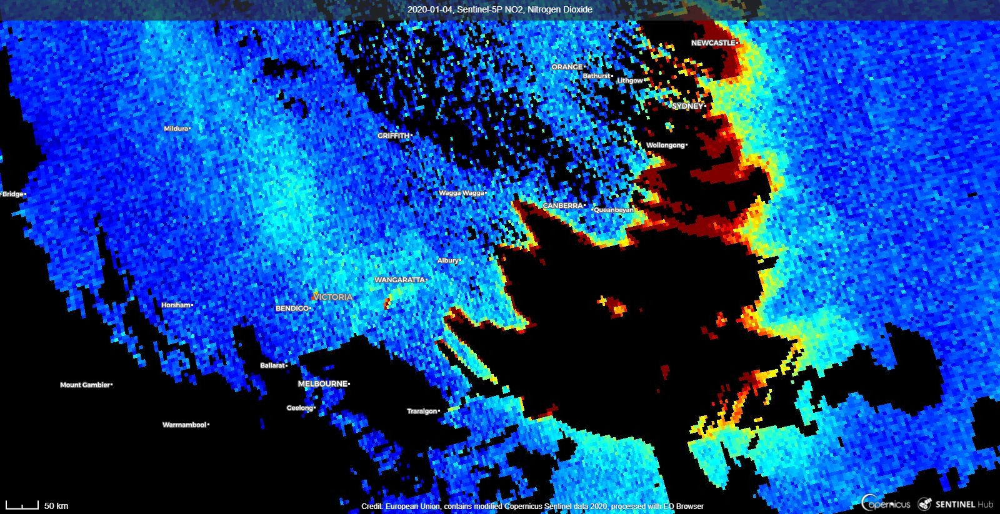 2020-01-04, Sentinel-5P NO2, Nitrogen Dioxide
NEWCASTLE
ORANGE
Bathurst
Lithgow
SYDNEY
Mildura
GRIFFITH
Wollongong
Bridge
Wagga Wagga
CANBERRA
Queanbeyan
Albury
WANGARATTA
VICTORIA
Horsham
BENDIGO
Ballarat
MELBOURNE
Mount Gambier
Geelong
Traralgon
Warrnambool
50 km
Credit: European Union, contains modified Copernicus Sentinel data 2020, processed with EO Browser
opernicus
SENTINEL Hub